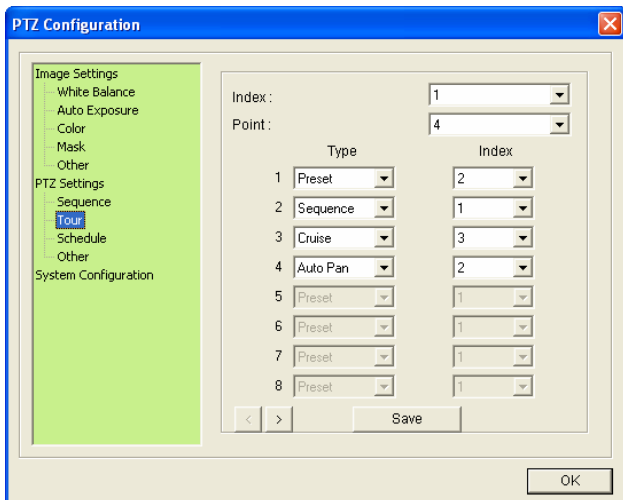 PTZ Configuration
Image Settings
White Balance
Auto Exposure
Color
Mask
Other
PTZ Settings
Sequence
Tour
Schedule
Other
System Configuration
Index : 1
Point : 4
Type Index
1 Preset 2
2 Sequence 1
3 Cruise 3
4 Auto Pan 2
5 Preset 1
6 Preset 1
7 Preset 1
8 Preset 1
< > Save
OK